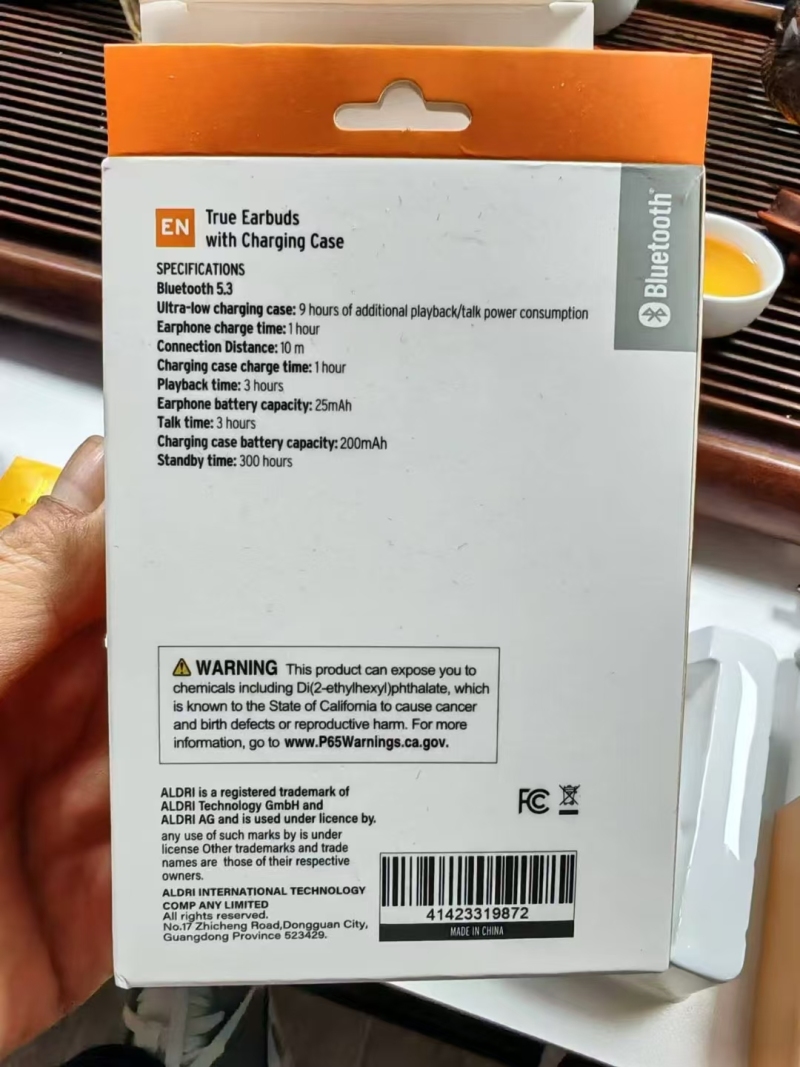 EN
True Earbuds
with Charging Case
Bluetooth®
SPECIFICATIONS
Bluetooth 5.3
Ultra-low charging case: 9 hours of additional playback/talk power consumption
Earphone charge time: 1 hour
Connection Distance: 10 m
Charging case charge time: 1 hour
Playback time: 3 hours
Earphone battery capacity: 25mAh
Talk time: 3 hours
Charging case battery capacity: 200mAh
Standby time: 300 hours
WARNING This product can expose you to
chemicals including Di(2-ethylhexyl)phthalate, which
is known to the State of California to cause cancer
and birth defects or reproductive harm. For more
information, go to www.P65Warnings.ca.gov.
ALDRI is a registered trademark of
ALDRI Technology GmbH and
ALDRI AG and is used under licence by.
any use of such marks by is under
license Other trademarks and trade
names are those of their respective
owners.
ALDRI INTERNATIONAL TECHNOLOGY
COMP ANY LIMITED
All rights reserved.
No.17 Zhicheng Road,Dongguan City,
Guangdong Province 523429.
FC
41423319872
MADE IN CHINA